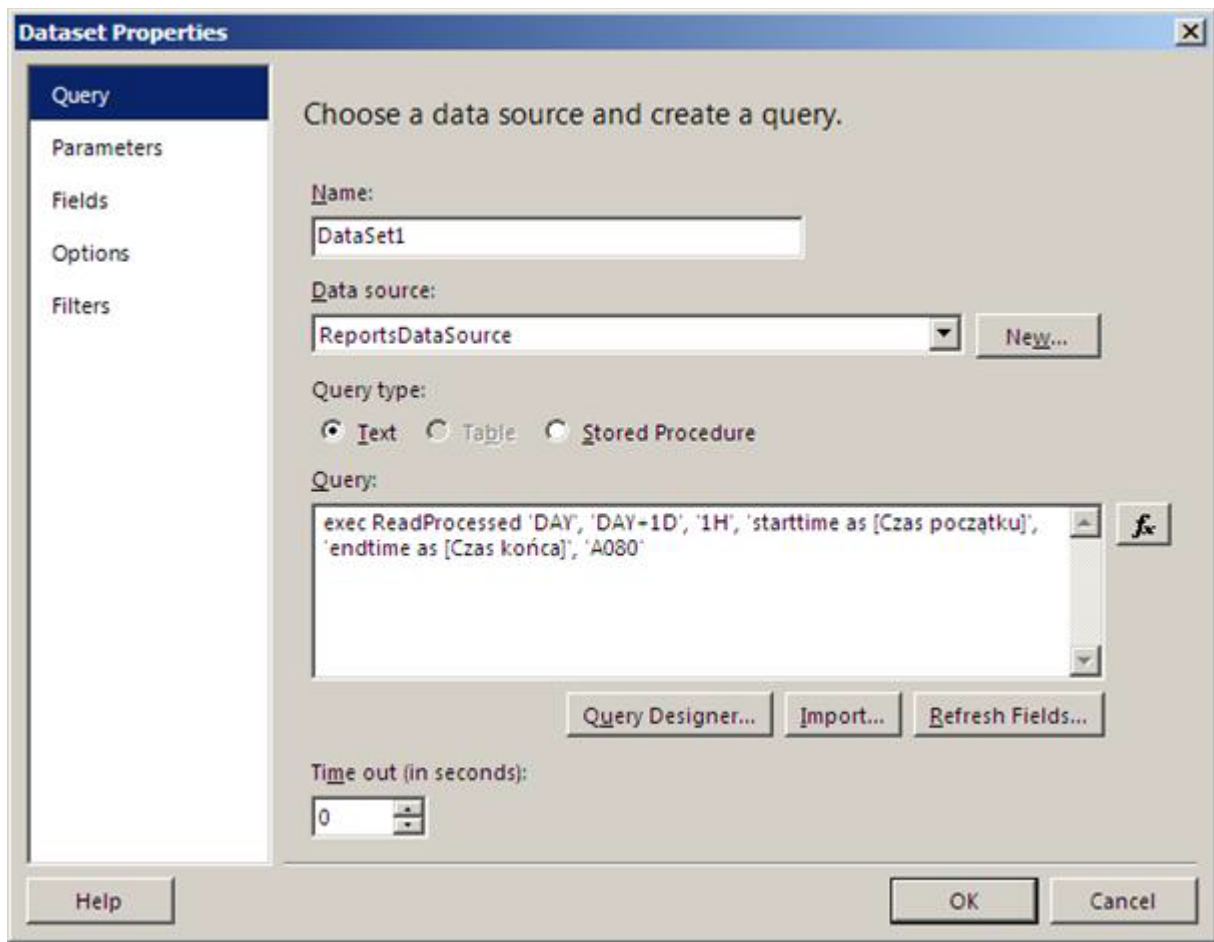 Dataset Properties
Query
Parameters
Fields
Options
Filters
Choose a data source and create a query.
Name:
DataSet1
Data source:
ReportsDataSource
New...
Query type:
Text
Table
Stored Procedure
Query:
exec ReadProcessed 'DAY', 'DAY+1D', '1H', 'starttime as [Czas początku]',
'endtime as [Czas końca]', 'A080'
fx
Query Designer...
Import...
Refresh Fields...
Time out (in seconds):
0
Help
OK
Cancel